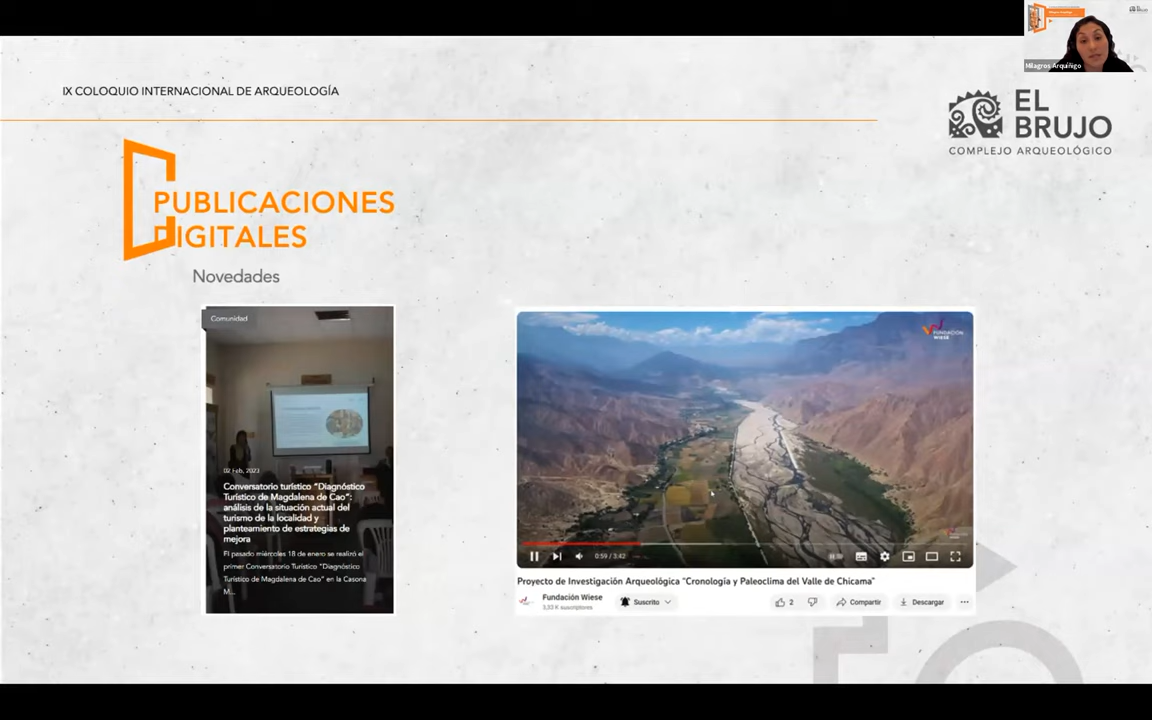 Milagros Arquiñigo
IX COLOQUIO INTERNACIONAL DE ARQUEOLOGÍA
EL
BRUJO
COMPLEJO ARQUEOLÓGICO
PUBLICACIONES
DIGITALES
Novedades
Comunidad
02 Feb, 2023
Conversatorio turístico “Diagnóstico
Turístico de Magdalena de Cao”:
análisis de la situación actual del
turismo de la localidad y
planteamiento de estrategias de
mejora
El pasado miércoles 18 de enero se realizó el
primer Conversatorio Turístico “Diagnóstico
Turístico de Magdalena de Cao” en la Casona
M...
FUNDACIÓN
WIESE
0:59 / 3:42
Proyecto de Investigación Arqueológica “Cronología y Paleoclima del Valle de Chicama”
Fundación Wiese
3,33 K suscriptores
Suscrito
2
Compartir
Descargar